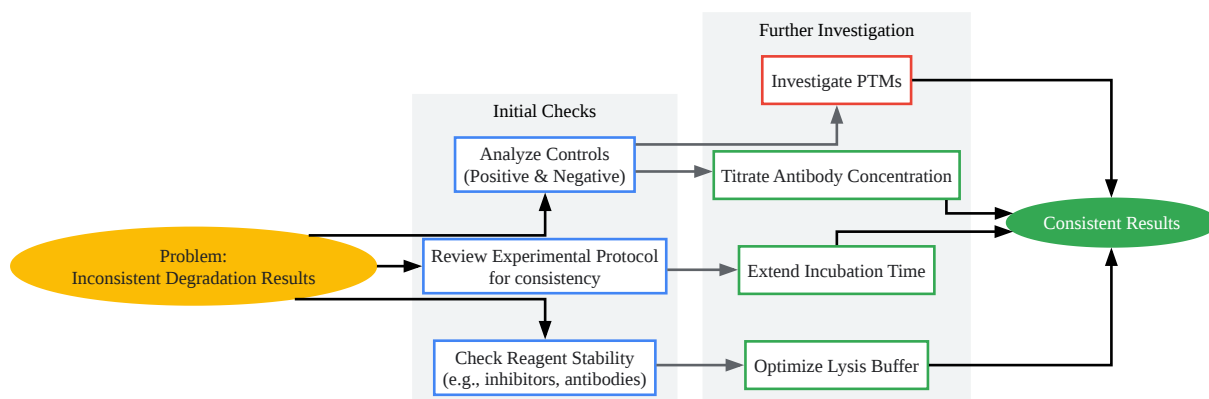 Further Investigation
Investigate PTMs
Initial Checks
Analyze Controls
(Positive & Negative)
Titrate Antibody Concentration
Consistent Results
Problem:
Inconsistent Degradation Results
Review Experimental Protocol
for consistency
Extend Incubation Time
Check Reagent Stability
(e.g., inhibitors, antibodies)
Optimize Lysis Buffer